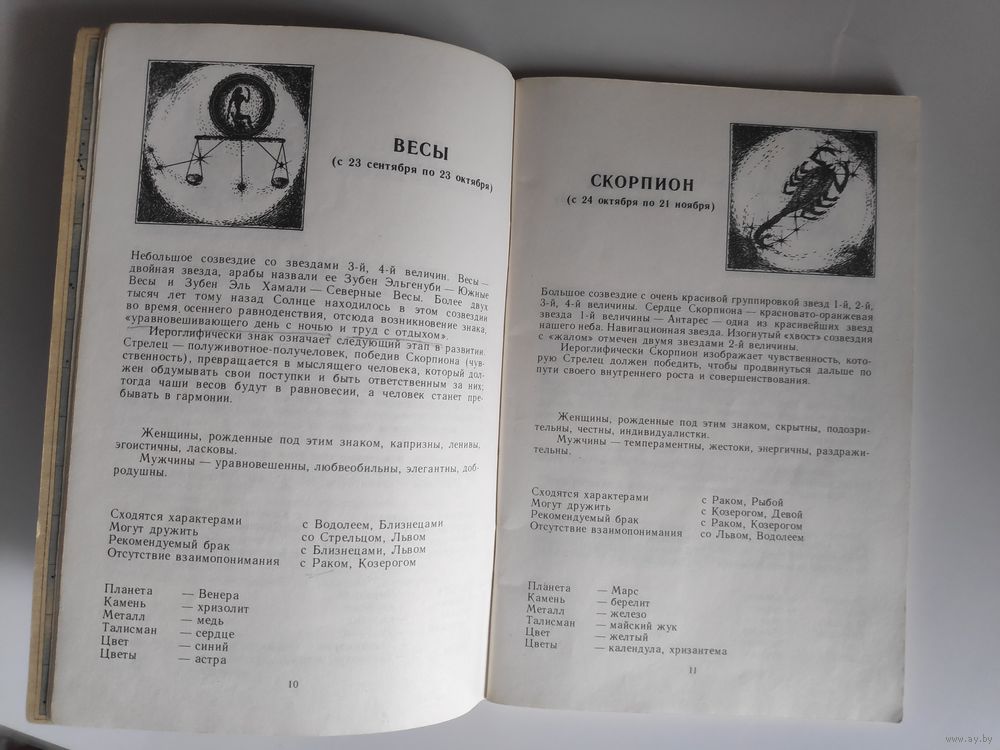 ВЕСЫ
(с 23 сентября по 23 октября)
Небольшое созвездие со звездами 3-й, 4-й величин. Весы —
двойная звезда, арабы назвали ее Зубен Эльгенуби — Южные
Весы и Зубен Эль Хамали — Северные Весы. Более двух
тысяч лет тому назад Солнце находилось в этом созвездии
во время осеннего равноденствия, отсюда возникновение знака,
«уравновешивающего день с ночью и труд с отдыхом».
Иероглифически знак означает следующий этап в развитии.
Стрелец — полуживотное-получеловек, победив Скорпиона (чув-
ственность), превращается в мыслящего человека, который дол-
жен обдумывать свои поступки и быть ответственным за них;
тогда чаши весов будут в равновесии, а человек станет пре-
бывать в гармонии.
Женщины, рожденные под этим знаком, капризны, ленивы,
эгоистичны, ласковы.
Мужчины — уравновешенны, любвеобильны, элегантны, доб-
родушны.
Сходятся характерами с Водолеем, Близнецами
Могут дружить со Стрельцом, Львом
Рекомендуемый брак с Близнецами, Львом
Отсутствие взаимопонимания с Раком, Козерогом
Планета — Венера
Камень — хризолит
Металл — медь
Талисман — сердце
Цвет — синий
Цветы — астра
10
СКОРПИОН
(с 24 октября по 21 ноября)
Большое созвездие с очень красивой группировкой звезд 1-й, 2-й,
3-й, 4-й величины. Сердце Скорпиона — красновато-оранжевая
звезда 1-й величины — Антарес — одна из красивейших звезд
нашего неба. Навигационная звезда. Изогнутый «хвост» созвездия
с «жалом» отмечен двумя звездами 2-й величины.
Иероглифически Скорпион изображает чувственность, кото-
рую Стрелец должен победить, чтобы продвинуться дальше по
пути своего внутреннего роста и совершенствования.
Женщины, рожденные под этим знаком, скрытны, подозри-
тельны, честны, индивидуалистки.
Мужчины — темпераментны, жестоки, энергичны, раздражи-
тельны.
Сходятся характерами с Раком, Рыбой
Могут дружить с Козерогом, Девой
Рекомендуемый брак с Раком, Козерогом
Отсутствие взаимопонимания со Львом, Водолеем
Планета — Марс
Камень — берелит
Металл — железо
Талисман — майский жук
Цвет — желтый
Цветы — календула, хризантема
11
www.ay.by